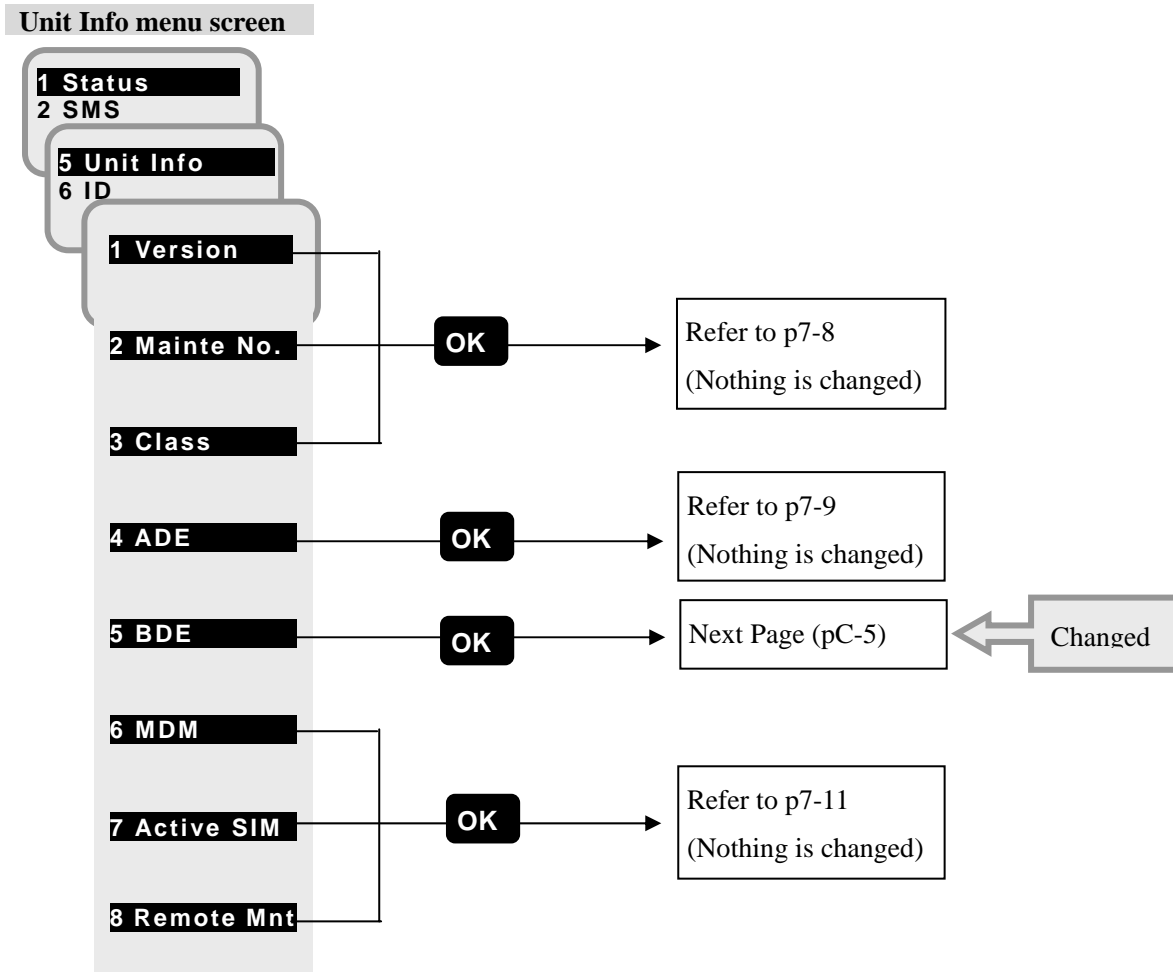 Unit Info menu screen
1 Status
2 SMS
5 Unit Info
6 ID
1 Version
2 Mainte No.
OK
Refer to p7-8
(Nothing is changed)
3 Class
4 ADE
OK
Refer to p7-9
(Nothing is changed)
5 BDE
OK
Next Page (pC-5)
Changed
6 MDM
7 Active SIM
OK
Refer to p7-11
(Nothing is changed)
8 Remote Mnt